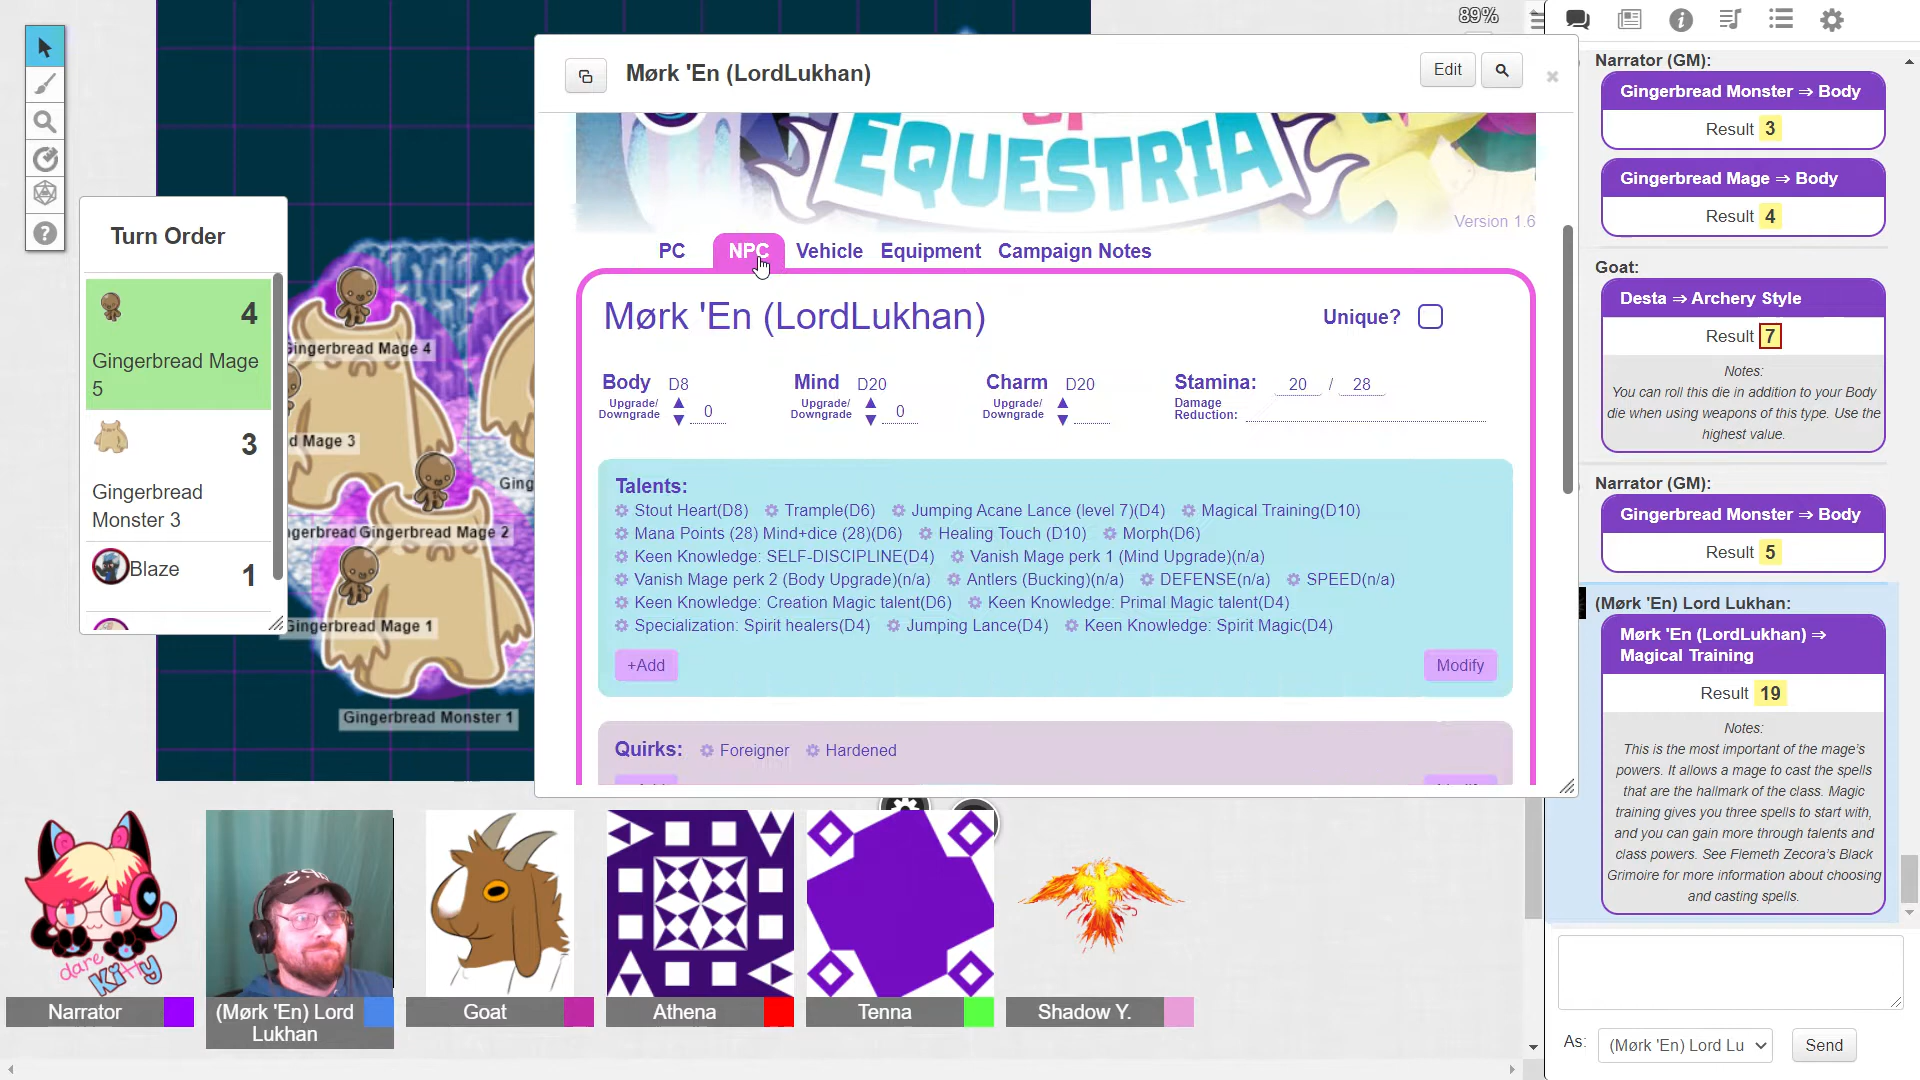 89%
Mørk 'En (LordLukhan)
Edit
EQUESTRIA
Version 1.6
PC
NPC
Vehicle
Equipment
Campaign Notes
Mørk 'En (LordLukhan)
Unique?
Body D8
Upgrade/
Downgrade
0
Mind D20
Upgrade/
Downgrade
0
Charm D20
Upgrade/
Downgrade
Stamina: 20 / 28
Damage
Reduction:
Talents:
Stout Heart(D8) Trample(D6) Jumping Acane Lance (level 7)(D4) Magical Training(D10)
Mana Points (28) Mind+dice (28)(D6) Healing Touch (D10) Morph(D6)
Keen Knowledge: SELF-DISCIPLINE(D4) Vanish Mage perk 1 (Mind Upgrade)(n/a)
Vanish Mage perk 2 (Body Upgrade)(n/a) Antlers (Bucking)(n/a) DEFENSE(n/a) SPEED(n/a)
Keen Knowledge: Creation Magic talent(D6) Keen Knowledge: Primal Magic talent(D4)
Specialization: Spirit healers(D4) Jumping Lance(D4) Keen Knowledge: Spirit Magic(D4)
+Add
Modify
Quirks: Foreigner Hardened
Turn Order
4
Gingerbread Mage
5
3
Gingerbread
Monster 3
Blaze
1
Gingerbread Mage 4
d Mage 3
Ging
gerbread
Gingerbread Mage 2
Gingerbread Mage 1
Gingerbread Monster 1
dare
Kitty
Narrator
(Mørk 'En) Lord
Lukhan
Goat
Athena
Tenna
Shadow Y.
Narrator (GM):
Gingerbread Monster ⇒ Body
Result 3
Gingerbread Mage ⇒ Body
Result 4
Goat:
Desta ⇒ Archery Style
Result 7
Notes:
You can roll this die in addition to your Body
die when using weapons of this type. Use the
highest value.
Narrator (GM):
Gingerbread Monster ⇒ Body
Result 5
(Mørk 'En) Lord Lukhan:
Mørk 'En (LordLukhan) ⇒
Magical Training
Result 19
Notes:
This is the most important of the mage's
powers. It allows a mage to cast the spells
that are the hallmark of the class. Magic
training gives you three spells to start with,
and you can gain more through talents and
class powers. See Flemeth Zecora's Black
Grimoire for more information about choosing
and casting spells.
As:
(Mørk 'En) Lord Lu
Send